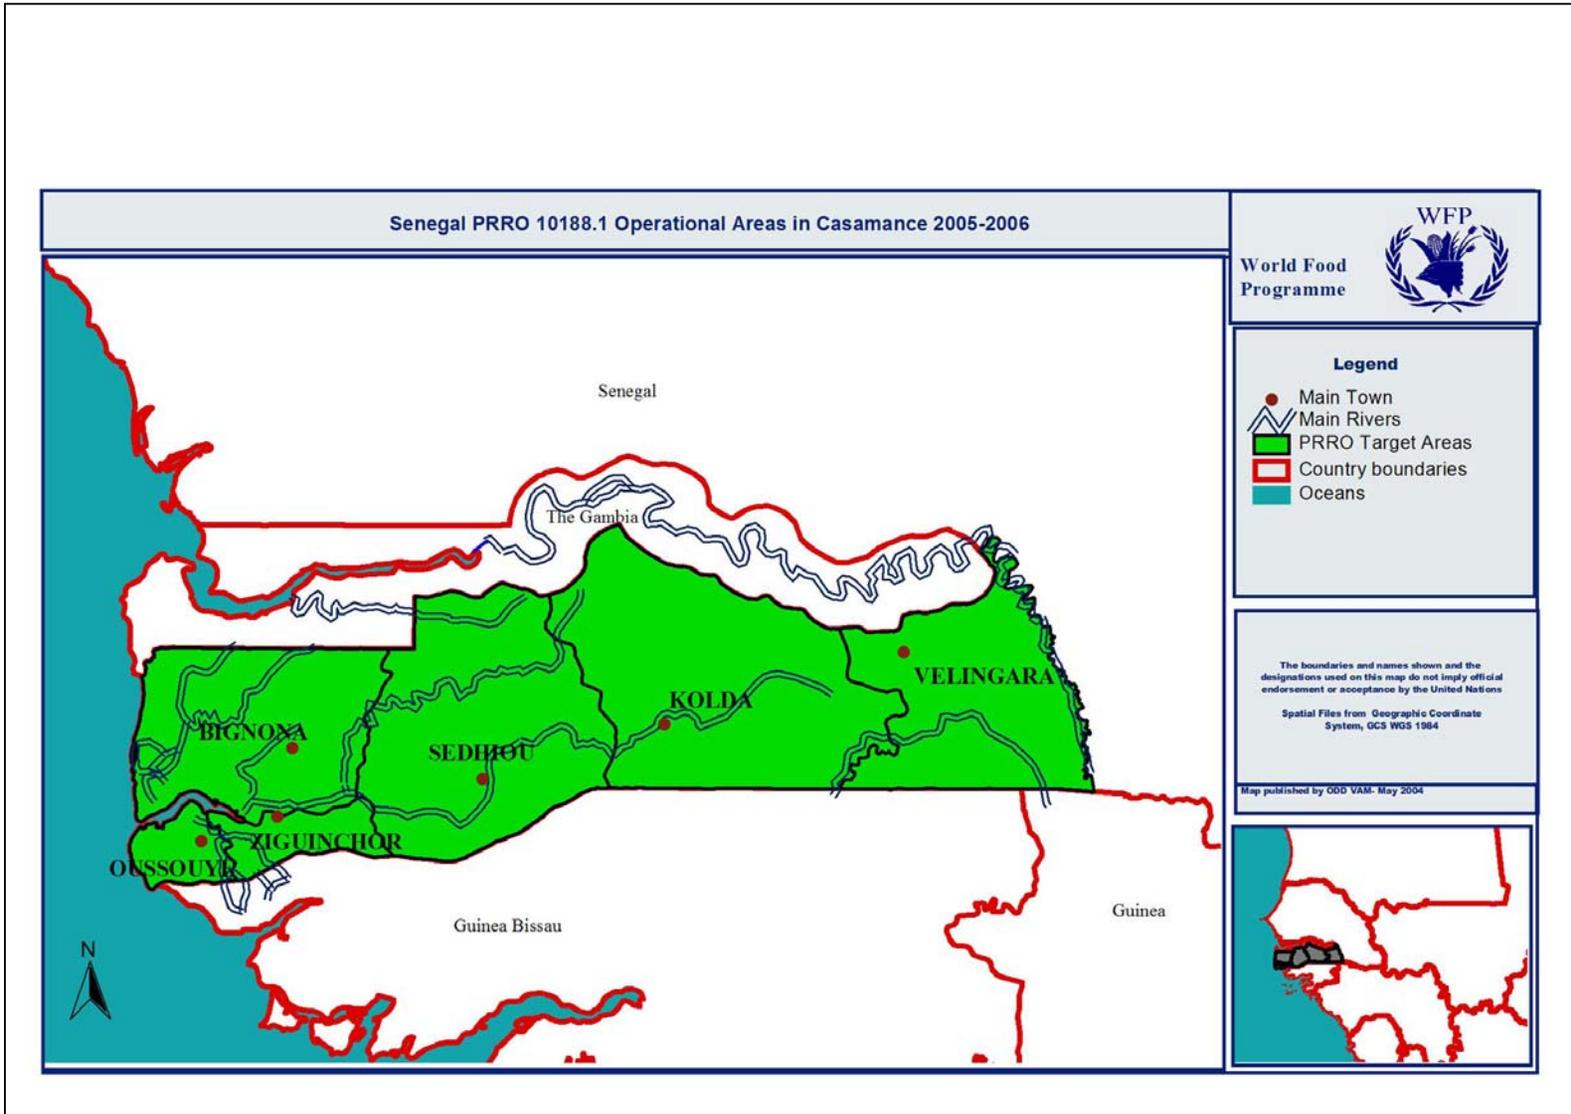 Senegal PRRO 10188.1 Operational Areas in Casamance 2005-2006
WFP
World Food
Programme
Legend
Main Town
Main Rivers
PRRO Target Areas
Country boundaries
Oceans
Senegal
The Gambia
VELINGARA
KOLDA
BIGNONA
SEDHIOU
ZIGUINCHOR
OUSSOUYE
Guinea Bissau
Guinea
N
The boundaries and names shown and the
designations used on this map do not imply official
endorsement or acceptance by the United Nations
Spatial Files from Geographic Coordinate
System, GCS WGS 1984
Map published by ODD VAM- May 2004